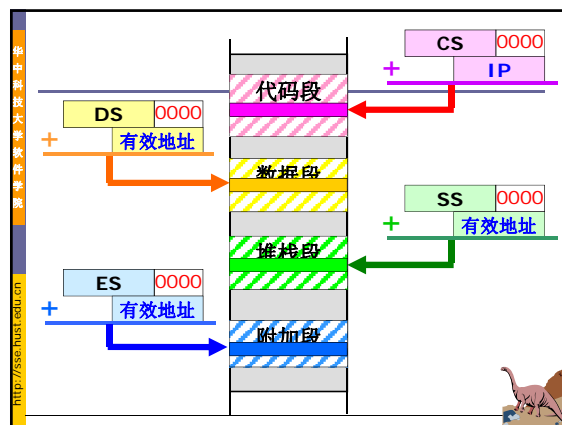 华中科技大学软件学院
http://sse.hust.edu.cn
CS 0000
+ IP
代码段
DS 0000
+ 有效地址
数据段
SS 0000
+ 有效地址
堆栈段
ES 0000
+ 有效地址
附加段